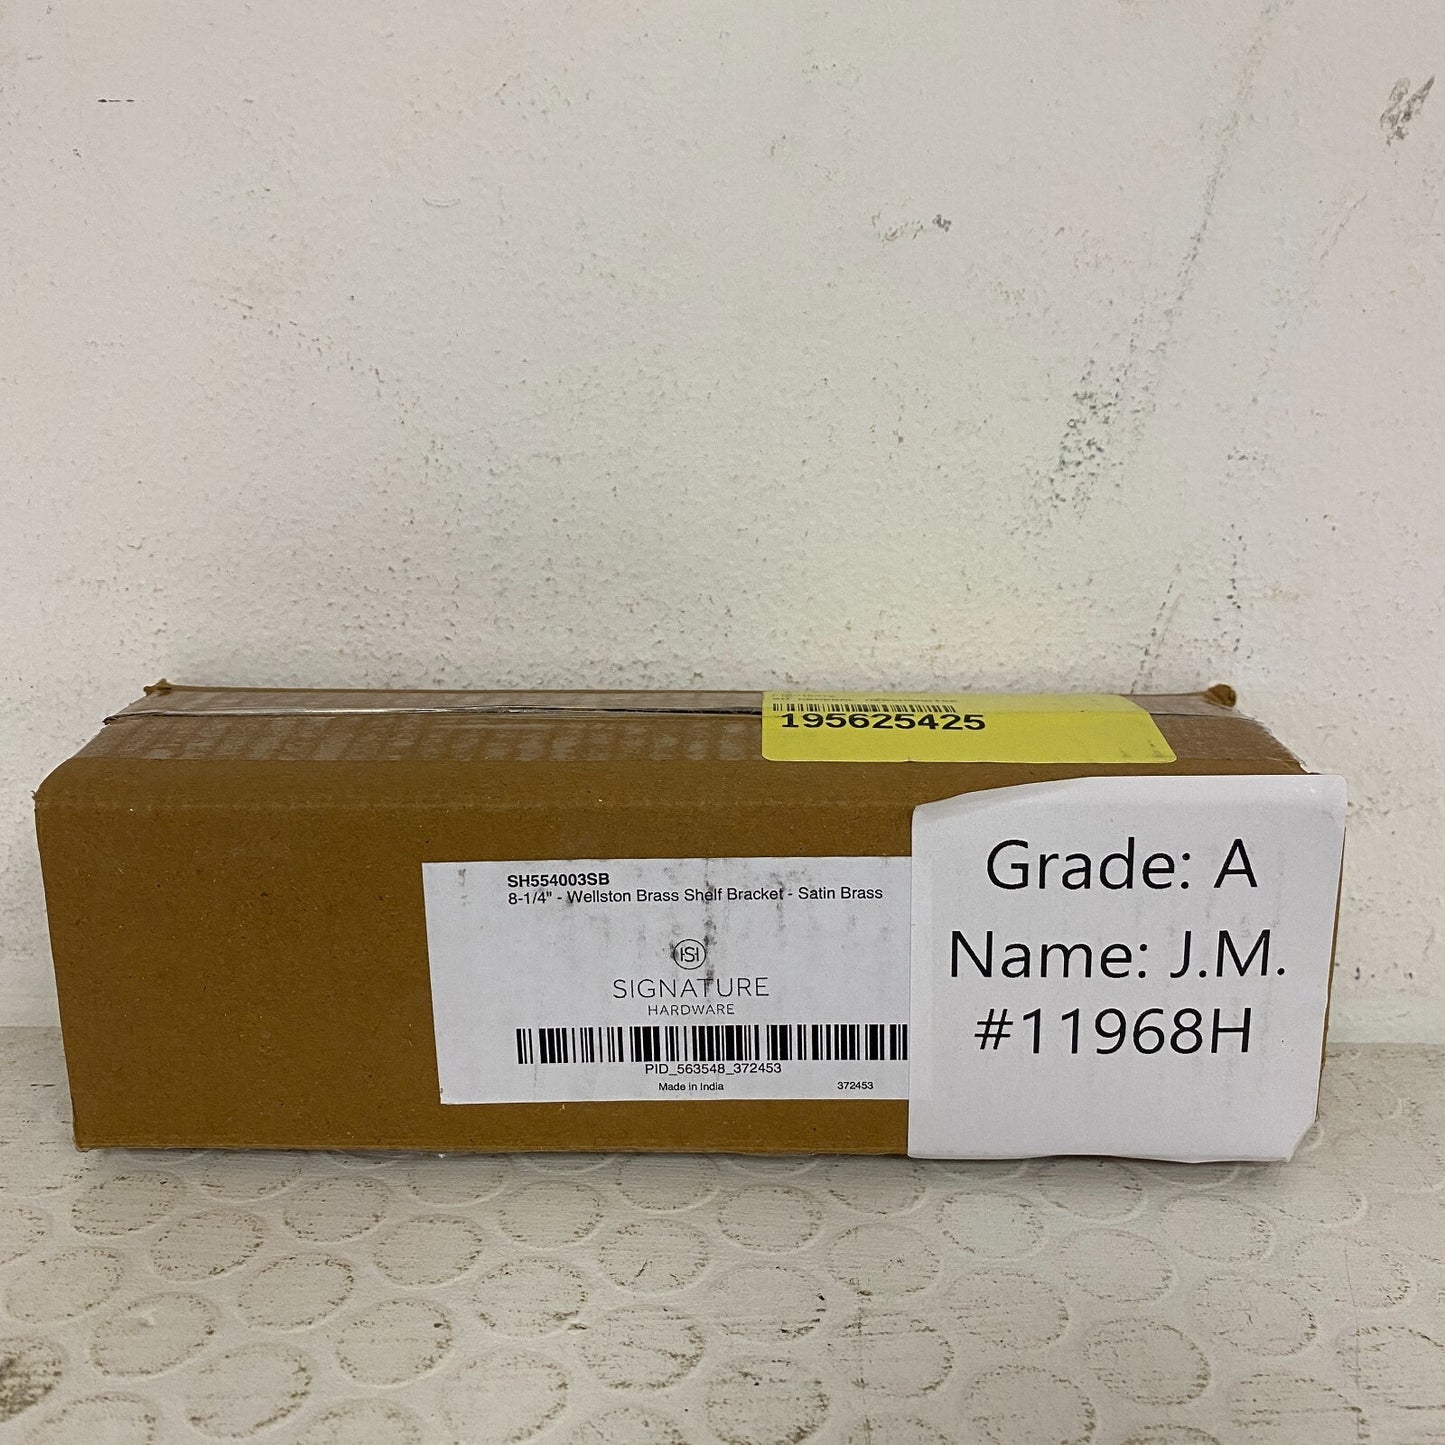 195625425
SH554003SB
8-1/4" - Wellston Brass Shelf Bracket - Satin Brass
SIGNATURE
HARDWARE
PID_563548_372453
Made in India 372453
Grade: A
Name: J.M.
#11968H